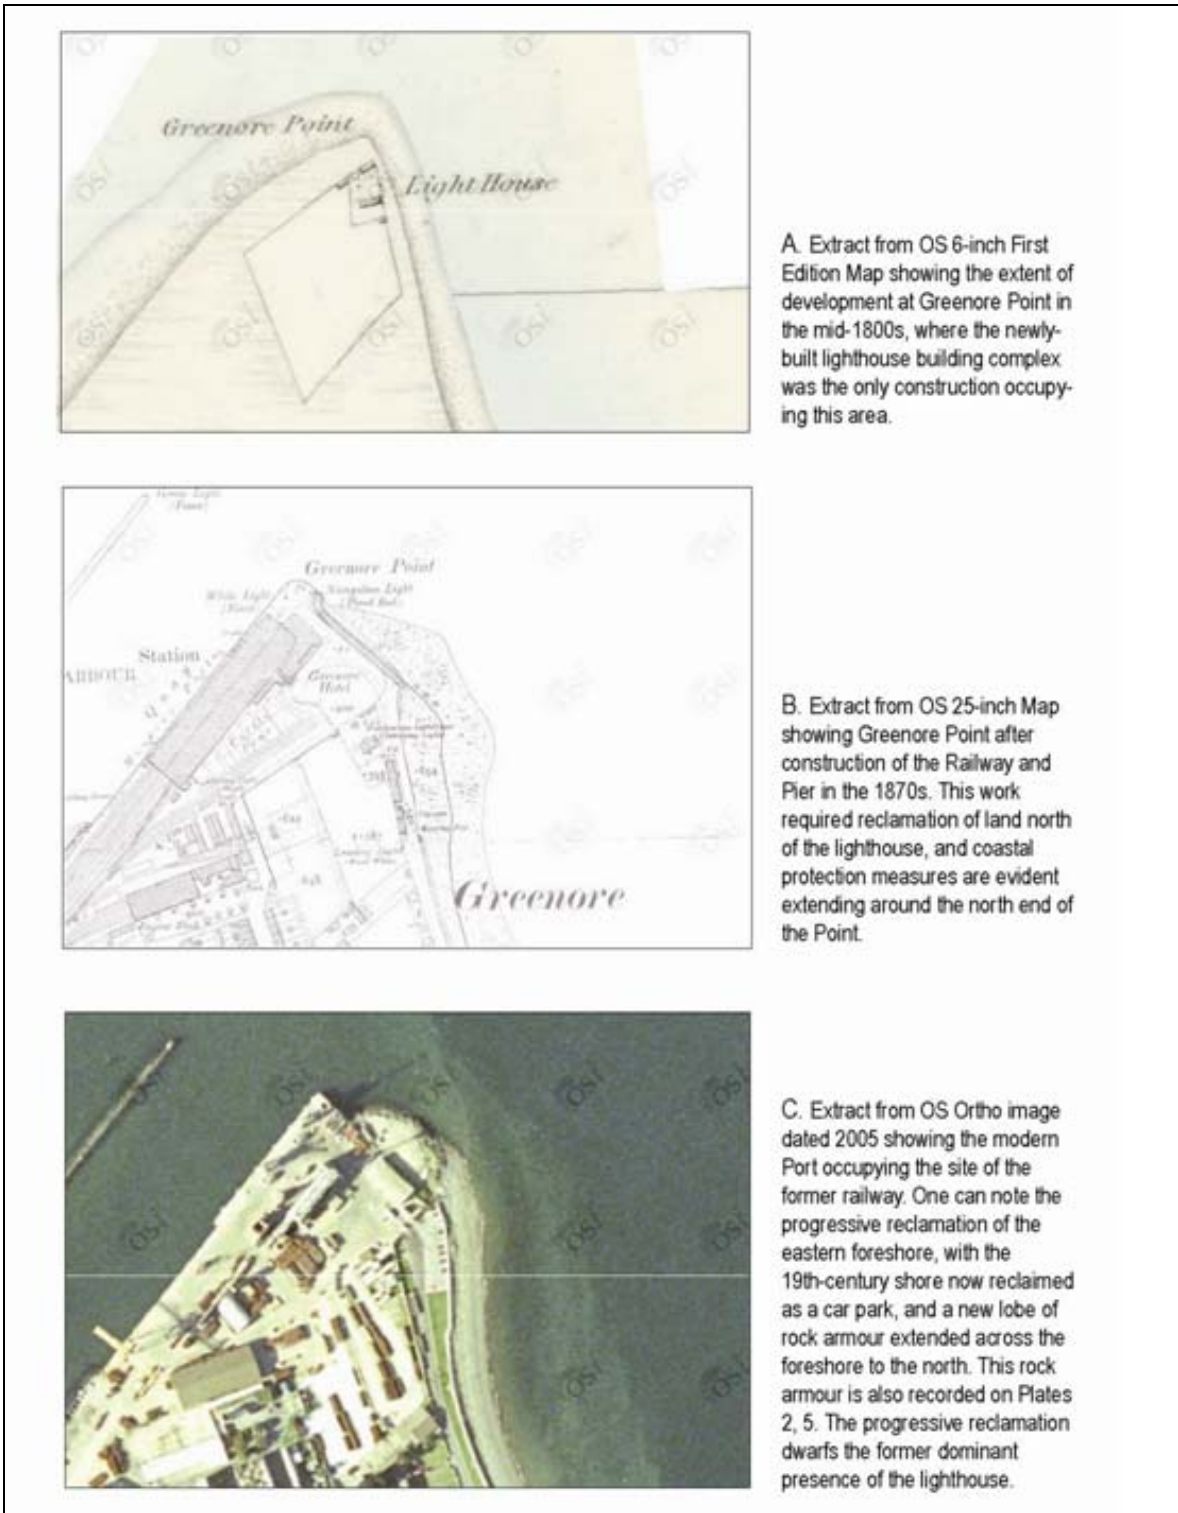 Greenore Point
Light House
A. Extract from OS 6-inch First
Edition Map showing the extent of
development at Greenore Point in
the mid-1800s, where the newly-
built lighthouse building complex
was the only construction occupy-
ing this area.
Greenore Point
White Light
Station
ARBOUR
Greenore
Hotel
Greenore
B. Extract from OS 25-inch Map
showing Greenore Point after
construction of the Railway and
Pier in the 1870s. This work
required reclamation of land north
of the lighthouse, and coastal
protection measures are evident
extending around the north end of
the Point.
OSi
C. Extract from OS Ortho image
dated 2005 showing the modern
Port occupying the site of the
former railway. One can note the
progressive reclamation of the
eastern foreshore, with the
19th-century shore now reclaimed
as a car park, and a new lobe of
rock armour extended across the
foreshore to the north. This rock
armour is also recorded on Plates
2, 5. The progressive reclamation
dwarfs the former dominant
presence of the lighthouse.